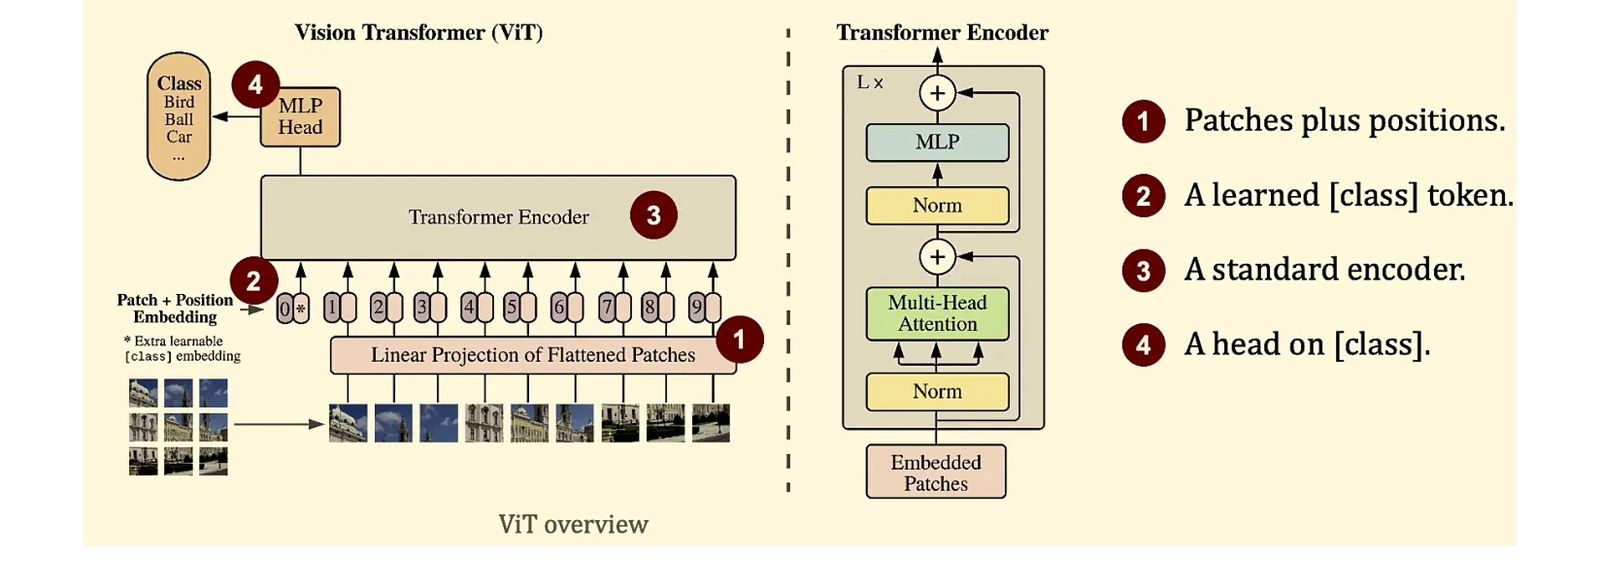 Vision Transformer (ViT)
Class
Bird
Ball
Car
...
4
MLP
Head
Transformer Encoder
3
2
Patch + Position
Embedding
* Extra learnable
[class] embedding
0 *
1
2
3
4
5
6
7
8
9
1
Linear Projection of Flattened Patches
ViT overview
Transformer Encoder
L x
+
MLP
Norm
+
Multi-Head
Attention
Norm
Embedded
Patches
1 Patches plus positions.
2 A learned [class] token.
3 A standard encoder.
4 A head on [class].